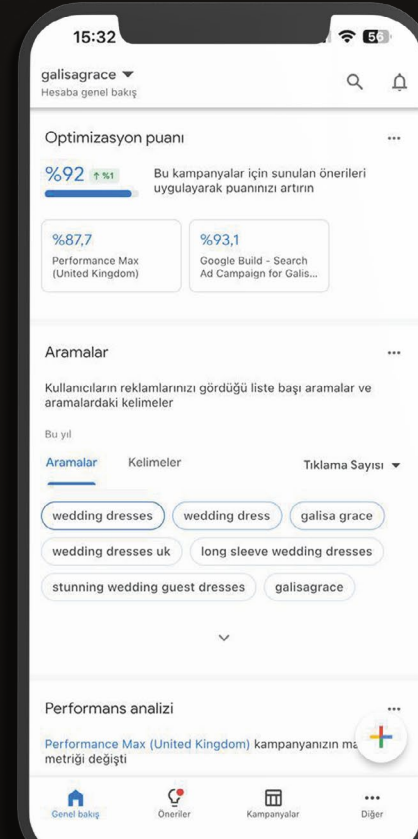 15:32
56
galisagrace
Hesaba genel bakış
Optimizasyon puanı
%92 ↑ %1
Bu kampanyalar için sunulan önerileri
uygulayarak puanınızı artırın
%87,7
Performance Max
(United Kingdom)
%93,1
Google Build - Search
Ad Campaign for Galis...
Aramalar
Kullanıcıların reklamlarınızı gördüğü liste başı aramalar ve
aramalardaki kelimeler
Bu yıl
Aramalar Kelimeler Tıklama Sayısı
wedding dresses wedding dress galisa grace
wedding dresses uk long sleeve wedding dresses
stunning wedding guest dresses galisagrace
Performans analizi
Performance Max (United Kingdom) kampanyanızın
metriği değişti
Genel bakış Öneriler Kampanyalar Diğer